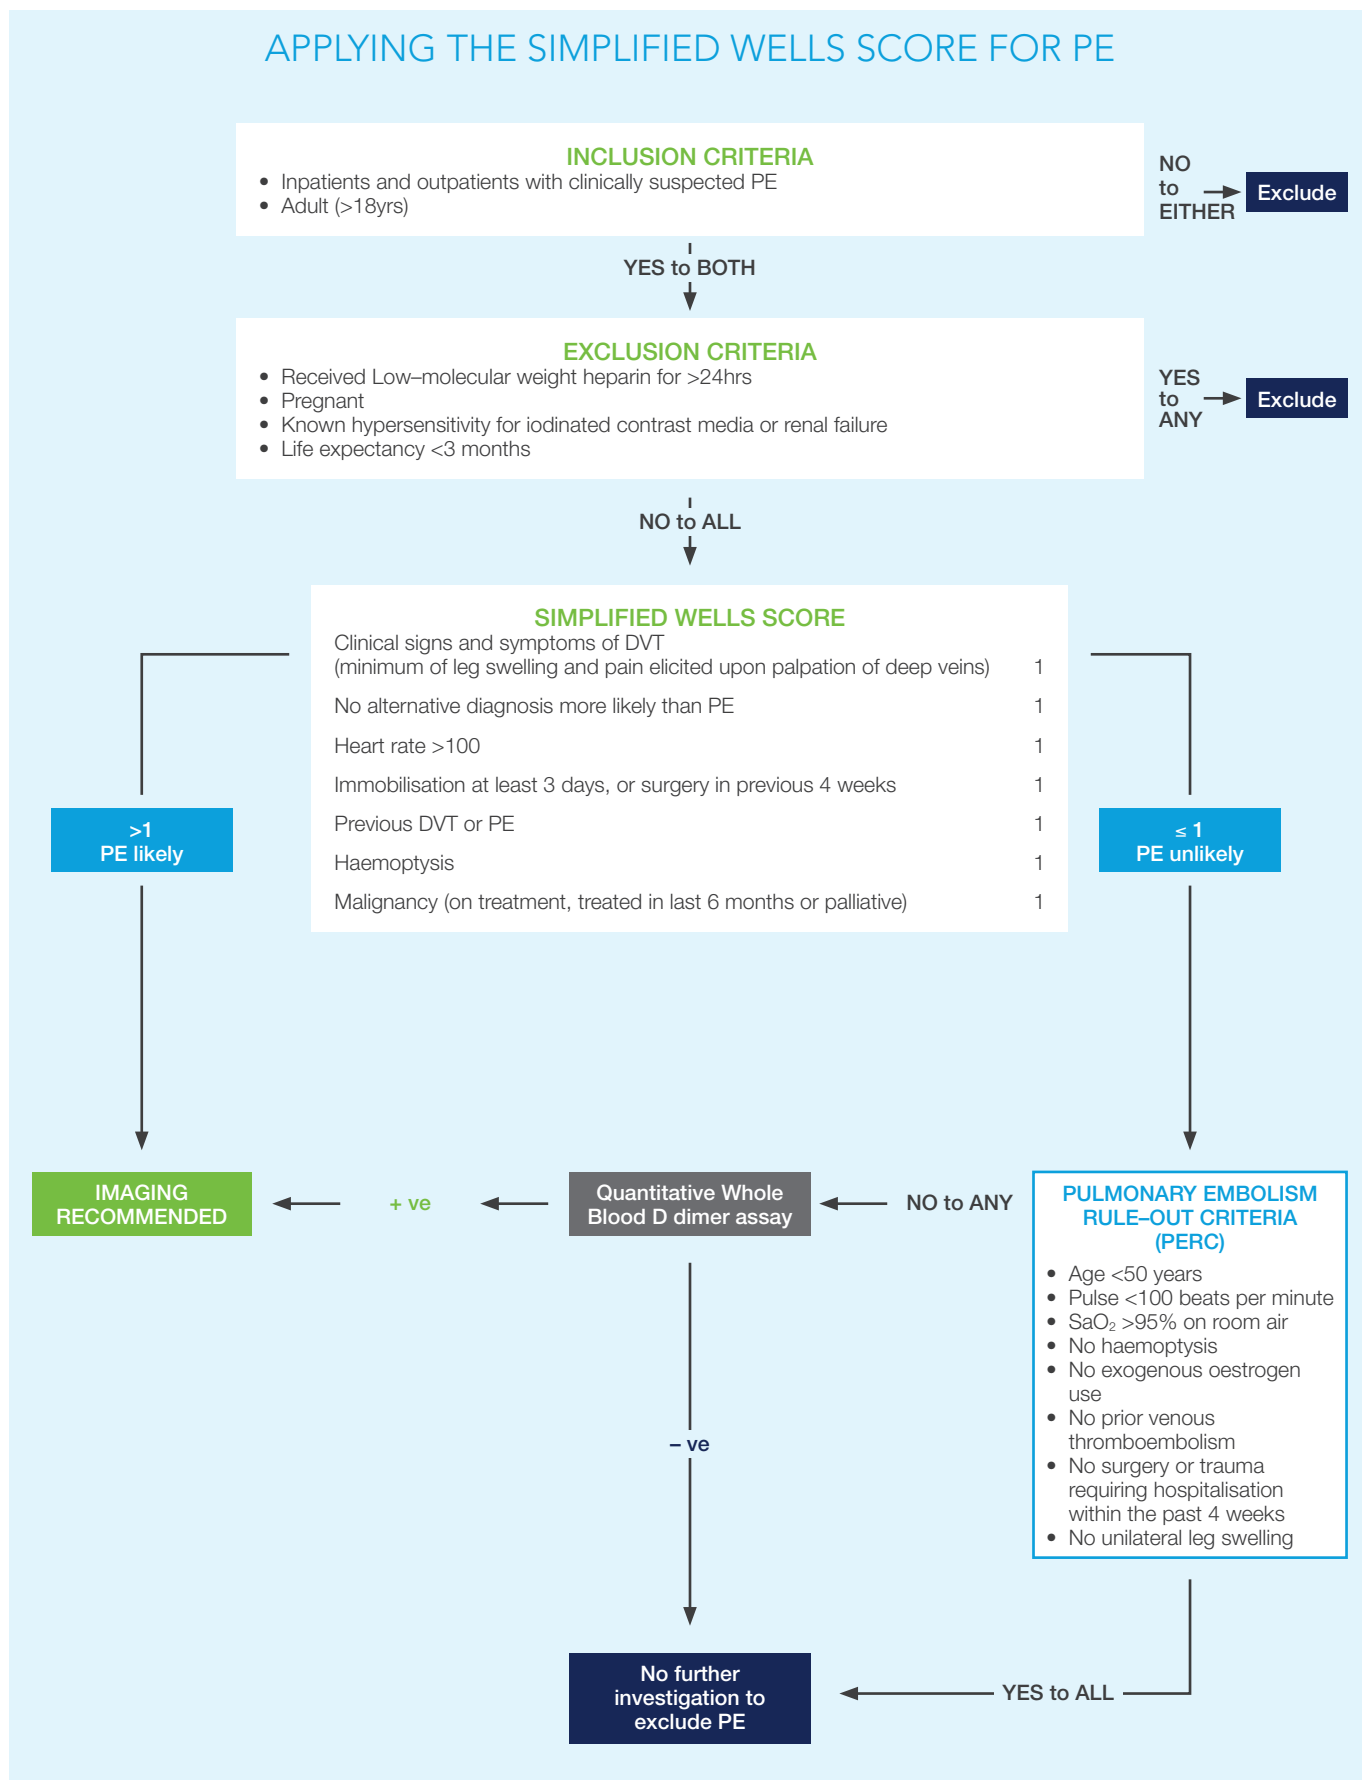 APPLYING THE SIMPLIFIED WELLS SCORE FOR PE
INCLUSION CRITERIA
• Inpatients and outpatients with clinically suspected PE
• Adult (>18yrs)
NO
to
EITHER
Exclude
YES to BOTH
EXCLUSION CRITERIA
• Received Low–molecular weight heparin for >24hrs
• Pregnant
• Known hypersensitivity for iodinated contrast media or renal failure
• Life expectancy <3 months
YES
to
ANY
Exclude
NO to ALL
SIMPLIFIED WELLS SCORE
Clinical signs and symptoms of DVT
(minimum of leg swelling and pain elicited upon palpation of deep veins) 1
No alternative diagnosis more likely than PE 1
Heart rate >100 1
Immobilisation at least 3 days, or surgery in previous 4 weeks 1
Previous DVT or PE 1
Haemoptysis 1
Malignancy (on treatment, treated in last 6 months or palliative) 1
>1
PE likely
≤ 1
PE unlikely
IMAGING
RECOMMENDED
+ ve
Quantitative Whole
Blood D dimer assay
NO to ANY
PULMONARY EMBOLISM
RULE–OUT CRITERIA
(PERC)
• Age <50 years
• Pulse <100 beats per minute
• SaO₂ >95% on room air
• No haemoptysis
• No exogenous oestrogen
use
• No prior venous
thromboembolism
• No surgery or trauma
requiring hospitalisation
within the past 4 weeks
• No unilateral leg swelling
– ve
No further
investigation to
exclude PE
YES to ALL